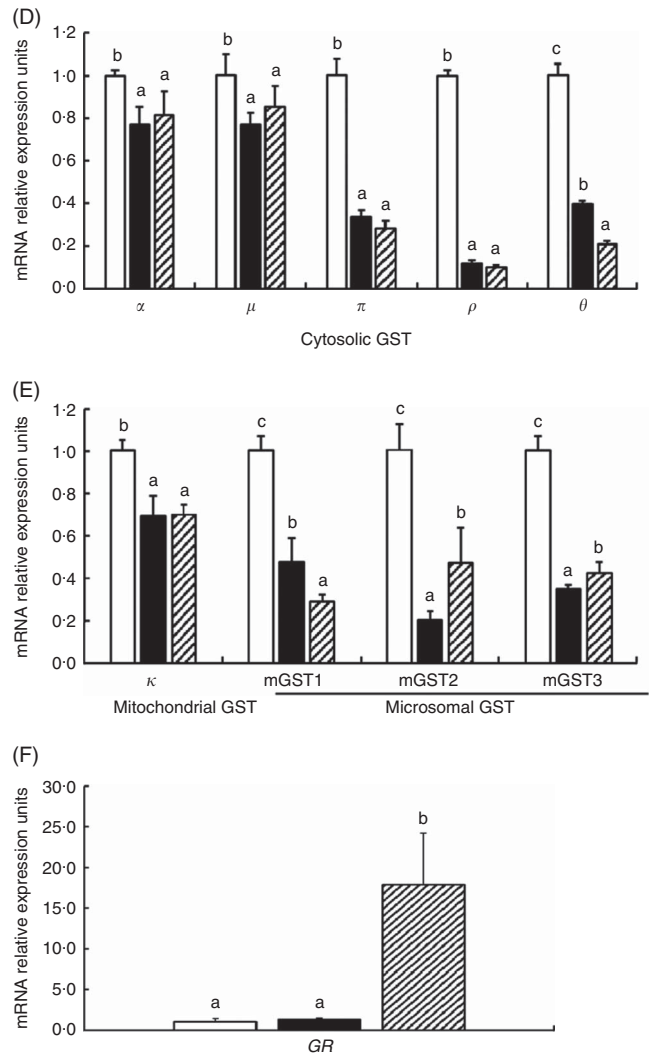 (D)
mRNA relative expression units
1·2
1·0
0·8
0·6
0·4
0·2
0·0
b a a b a a b a a b a a c b a
α μ π ρ θ
Cytosolic GST
(E)
mRNA relative expression units
1·2
1·0
0·8
0·6
0·4
0·2
0·0
b a a c b a c a b c a b
κ mGST1 mGST2 mGST3
Mitochondrial GST Microsomal GST
(F)
mRNA relative expression units
30·0
25·0
20·0
15·0
10·0
5·0
0·0
a a b
GR